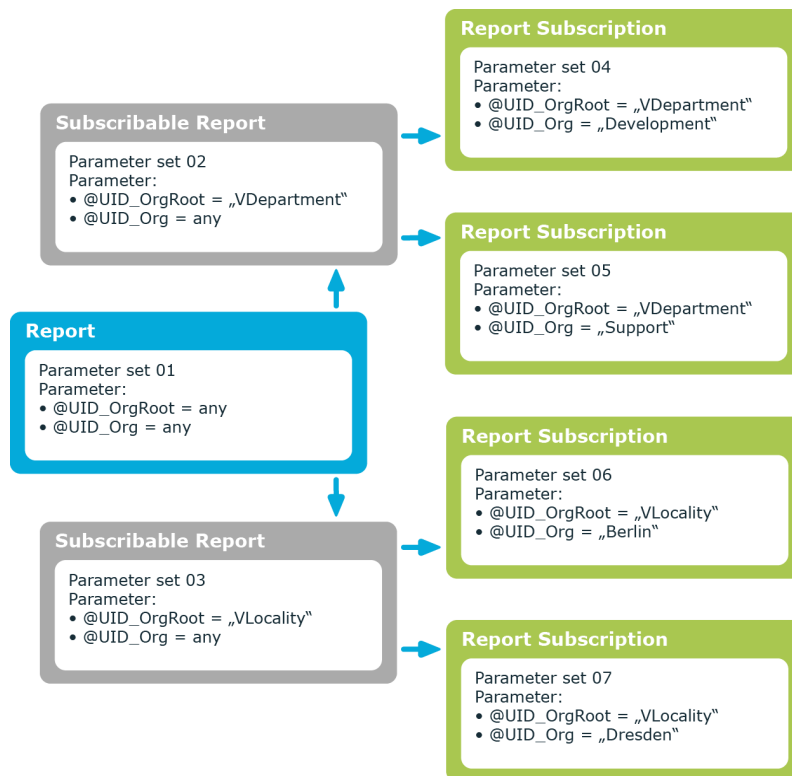 Report Subscription
Parameter set 04
Parameter:
• @UID_OrgRoot = „VDepartment“
• @UID_Org = „Development“
Subscribable Report
Parameter set 02
Parameter:
• @UID_OrgRoot = „VDepartment“
• @UID_Org = any
Report Subscription
Parameter set 05
Parameter:
• @UID_OrgRoot = „VDepartment“
• @UID_Org = „Support“
Report
Parameter set 01
Parameter:
• @UID_OrgRoot = any
• @UID_Org = any
Report Subscription
Parameter set 06
Parameter:
• @UID_OrgRoot = „VLocality“
• @UID_Org = „Berlin“
Subscribable Report
Parameter set 03
Parameter:
• @UID_OrgRoot = „VLocality“
• @UID_Org = any
Report Subscription
Parameter set 07
Parameter:
• @UID_OrgRoot = „VLocality“
• @UID_Org = „Dresden“